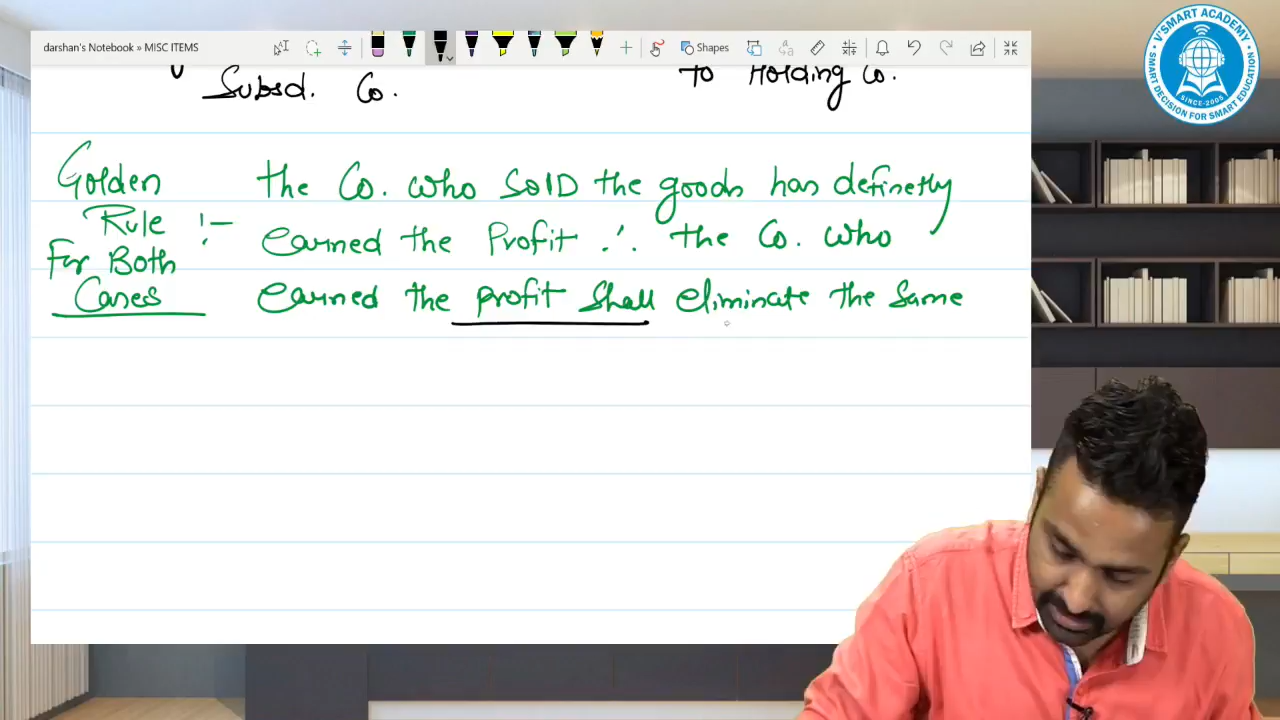 darshan's Notebook » MISC ITEMS
Shapes
Subsd. Co.
To Holding Co.
Golden
Rule :-
For Both
Cases
the Co. who SOlD the goods has definetly
earned the Profit ∴ the Co. who
earned the profit shall eliminate the same
V'SMART ACADEMY
SINCE-2005
SMART DECISION FOR SMART EDUCATION